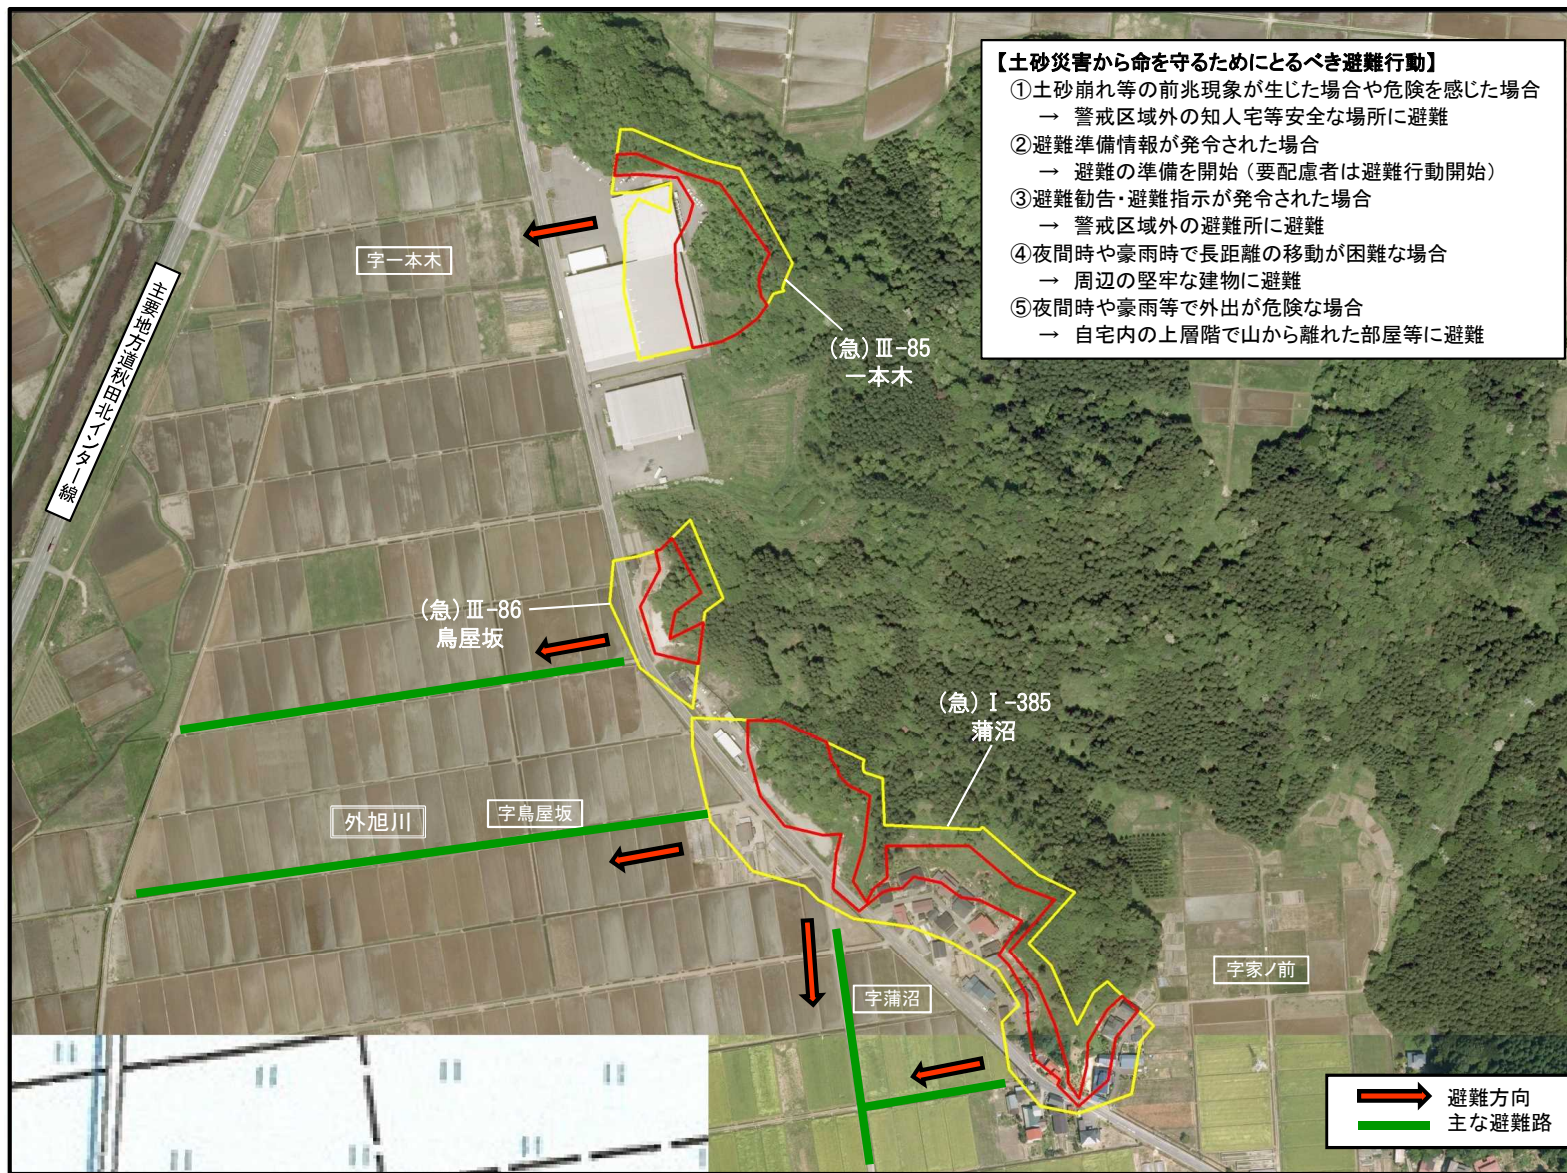 【土砂災害から命を守るためにとるべき避難行動】
①土砂崩れ等の前兆現象が生じた場合や危険を感じた場合
→ 警戒区域外の知人宅等安全な場所に避難
②避難準備情報が発令された場合
→ 避難の準備を開始（要配慮者は避難行動開始）
③避難勧告・避難指示が発令された場合
→ 警戒区域外の避難所に避難
④夜間時や豪雨時で長距離の移動が困難な場合
→ 周辺の堅牢な建物に避難
⑤夜間時や豪雨等で外出が危険な場合
→ 自宅内の上層階で山から離れた部屋等に避難
字一本木
主要地方道秋田北インター線
(急)Ⅲ-85
一本木
(急)Ⅲ-86
鳥屋坂
(急)Ⅰ-385
蒲沼
外旭川
字鳥屋坂
字家ノ前
字蒲沼
避難方向
主な避難路